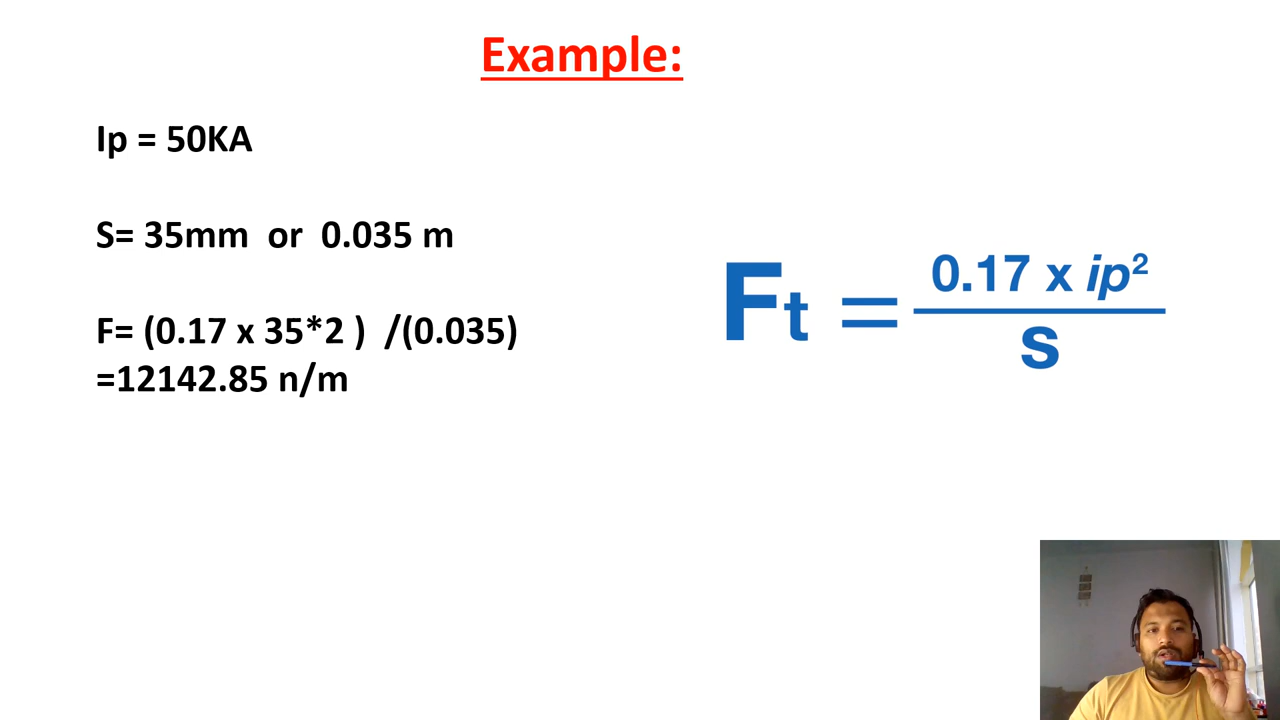 Example:
Ip = 50KA
S= 35mm  or  0.035 m
F= (0.17 x 35*2 )  /(0.035)
=12142.85 n/m
Ft = 0.17 x ip²
s